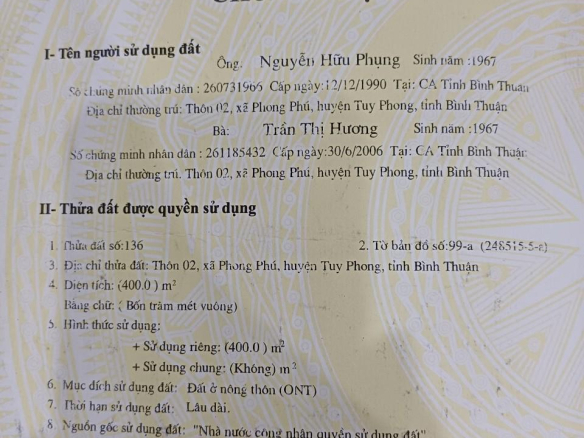 I- Tên người sử dụng đất
Ông. Nguyễn Hữu Phụng Sinh năm :1967
Số chứng minh nhân dân : 260731965 Cấp ngày:12/12/1990 Tại: CA Tỉnh Bình Thuận
Địa chỉ thường trú: Thôn 02, xã Phong Phú, huyện Tuy Phong, tỉnh Bình Thuận
Bà: Trần Thị Hương Sinh năm :1967
Số chứng minh nhân dân : 261185432 Cấp ngày:30/6/2006 Tại: CA Tỉnh Bình Thuận
Địa chỉ thường trú. Thôn 02, xã Phong Phú, huyện Tuy Phong, tỉnh Bình Thuận
II- Thửa đất được quyền sử dụng
1. Thửa đất số:136 2. Tờ bản đồ số:99-a (248515-5-a)
3. Địa chỉ thửa đất: Thôn 02, xã Phong Phú, huyện Tuy Phong, tỉnh Bình Thuận
4. Diện tích: (400.0 ) m²
Bằng chữ: ( Bốn trăm mét vuông)
5. Hình thức sử dụng:
+ Sử dụng riêng: (400.0 ) m²
+ Sử dụng chung: (Không) m ²
6. Mục đích sử dụng đất: Đất ở nông thôn (ONT)
7. Thời hạn sử dụng đất: Lâu dài.
8. Nguồn gốc sử dụng đất: "Nhà nước công nhận quyền sử dụng đất"